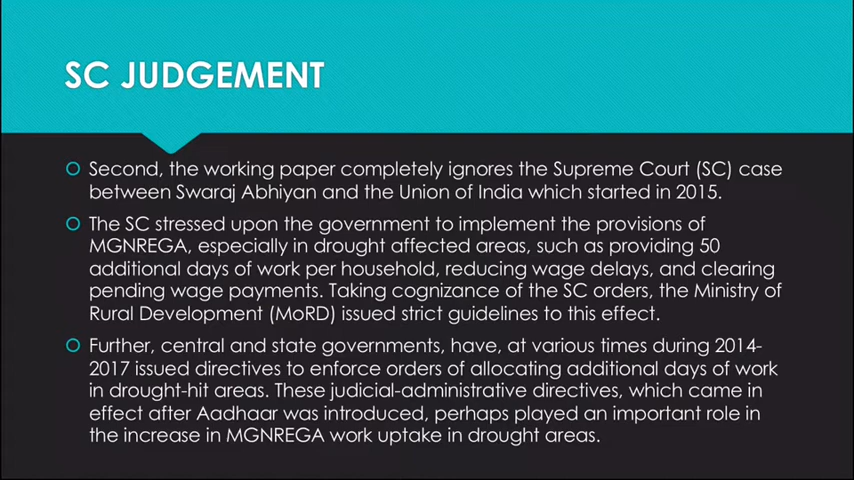 SC JUDGEMENT
Second, the working paper completely ignores the Supreme Court (SC) case
between Swaraj Abhiyan and the Union of India which started in 2015.
The SC stressed upon the government to implement the provisions of
MGNREGA, especially in drought affected areas, such as providing 50
additional days of work per household, reducing wage delays, and clearing
pending wage payments. Taking cognizance of the SC orders, the Ministry of
Rural Development (MoRD) issued strict guidelines to this effect.
Further, central and state governments, have, at various times during 2014-
2017 issued directives to enforce orders of allocating additional days of work
in drought-hit areas. These judicial-administrative directives, which came in
effect after Aadhaar was introduced, perhaps played an important role in
the increase in MGNREGA work uptake in drought areas.